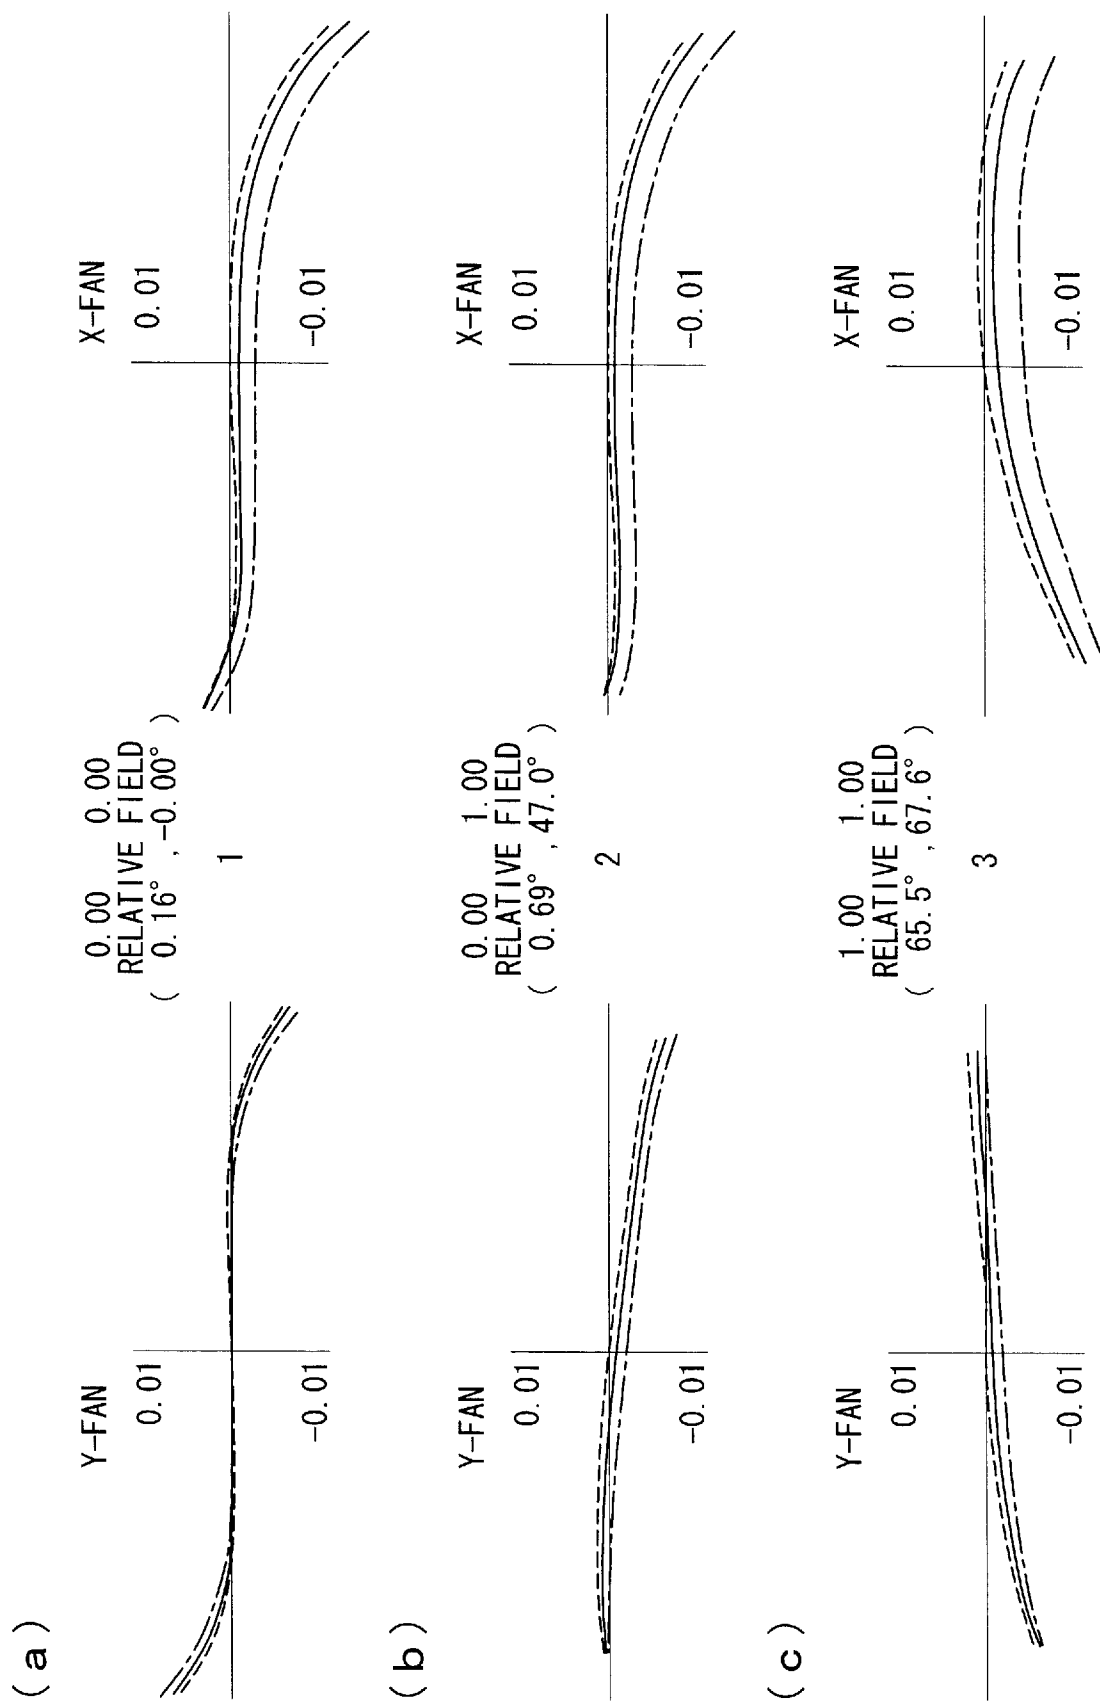 (a)
Y-FAN
0.01
-0.01
0.00 0.00
RELATIVE FIELD
( 0.16° ,-0.00° )
1
X-FAN
0.01
-0.01
(b)
Y-FAN
0.01
-0.01
0.00 1.00
RELATIVE FIELD
( 0.69° ,47.0° )
2
X-FAN
0.01
-0.01
(c)
Y-FAN
0.01
-0.01
1.00 1.00
RELATIVE FIELD
( 65.5° ,67.6° )
3
X-FAN
0.01
-0.01